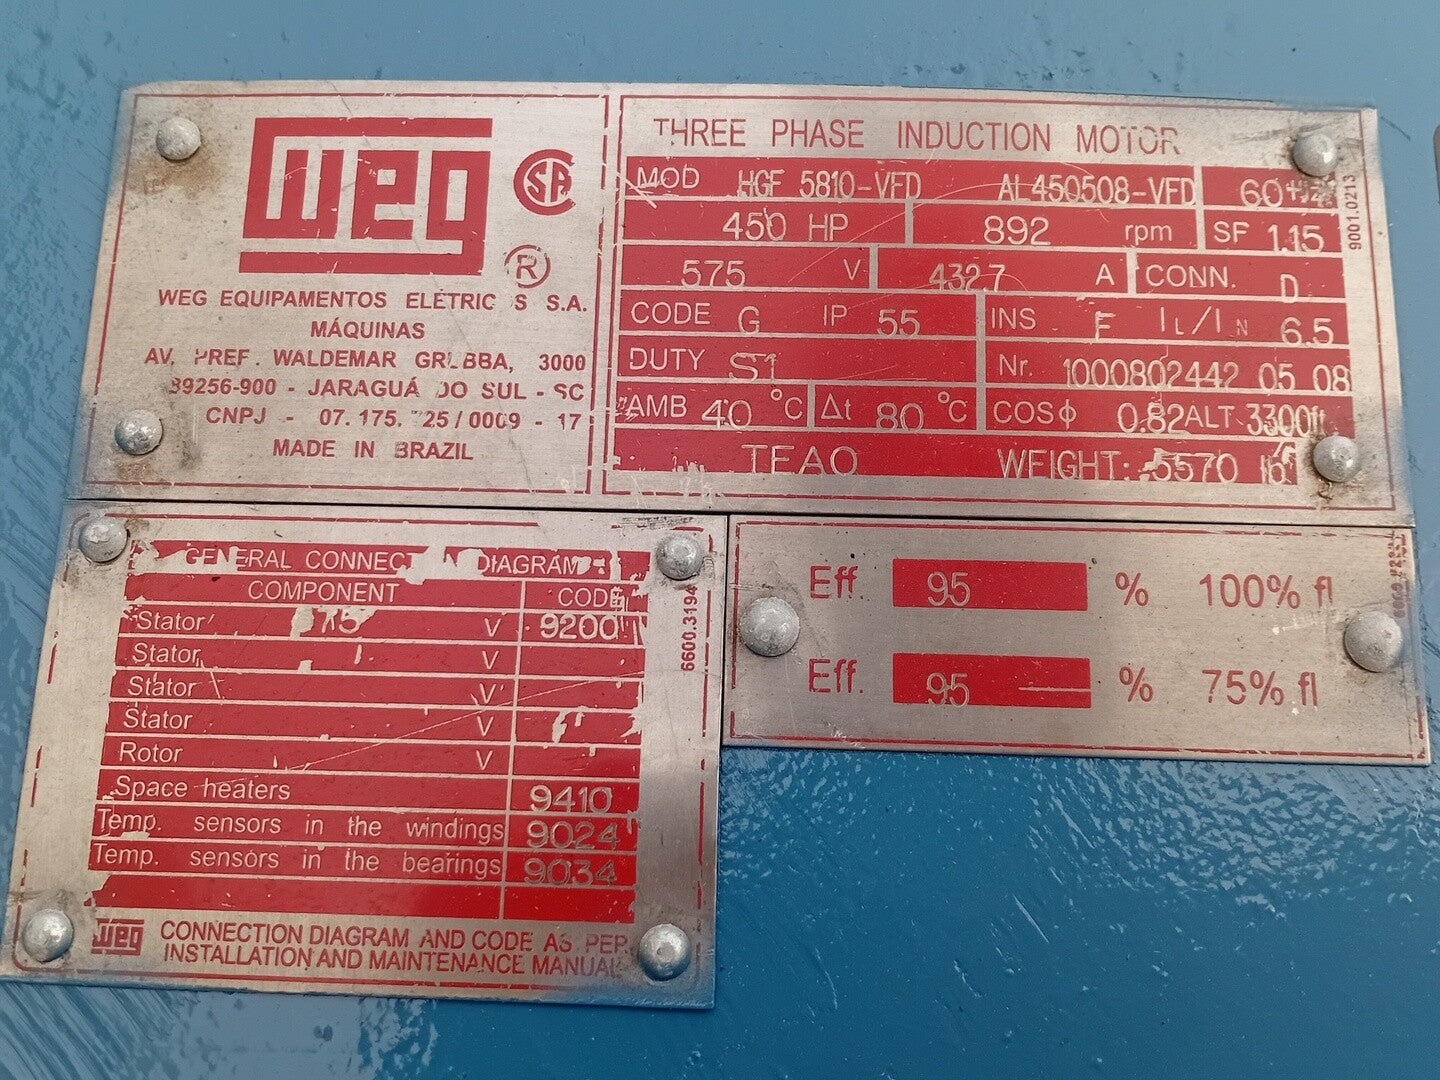 weg SA ®
WEG EQUIPAMENTOS ELETRIC S S.A.
MÁQUINAS
AV. PREF. WALDEMAR GRUBBA, 3000
89256-900 - JARAGUÁ DO SUL - SC
CNPJ - 07.175.725/0009 - 17
MADE IN BRAZIL
THREE PHASE INDUCTION MOTOR
MOD HGF 5810-VFD AL450508-VFD 60 Hz
450 HP 892 rpm SF 1.15
575 V 432.7 A CONN. D
CODE G IP 55 INS F IL/IN 6.5
DUTY S1 Nr. 1000802442 05 08
AMB 40 °C Δt 80 °C COSϕ 0.82 ALT. 3300ft
TEAO WEIGHT: 5570 lb
9001.0213
GENERAL CONNECT N DIAGRAM
COMPONENT CODE
Stator 575 V 9200
Stator V
Stator V
Stator V
Rotor V
Space heaters 9410
Temp. sensors in the windings 9024
Temp. sensors in the bearings 9034
weg CONNECTION DIAGRAM AND CODE AS PER
INSTALLATION AND MAINTENANCE MANUAL
6600.3194
Eff. 95 % 100% fl
Eff. 95 % 75% fl